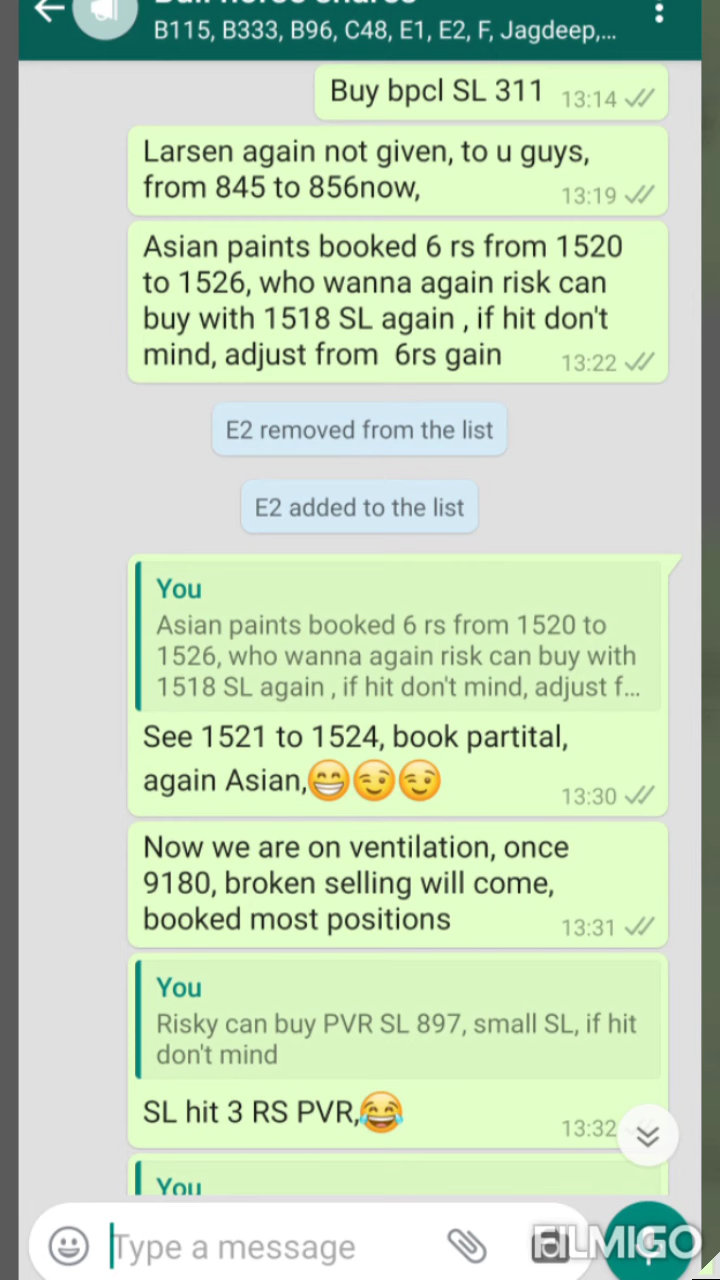 B115, B333, B96, C48, E1, E2, F, Jagdeep,...
Buy bpcl SL 311 13:14
Larsen again not given, to u guys,
from 845 to 856now, 13:19
Asian paints booked 6 rs from 1520
to 1526, who wanna again risk can
buy with 1518 SL again , if hit don't
mind, adjust from 6rs gain 13:22
E2 removed from the list
E2 added to the list
You
Asian paints booked 6 rs from 1520 to
1526, who wanna again risk can buy with
1518 SL again , if hit don't mind, adjust f...
See 1521 to 1524, book partital,
again Asian,😁😉😉 13:30
Now we are on ventilation, once
9180, broken selling will come,
booked most positions 13:31
You
Risky can buy PVR SL 897, small SL, if hit
don't mind
SL hit 3 RS PVR,😂 13:32
You
Type a message
FILMIGO